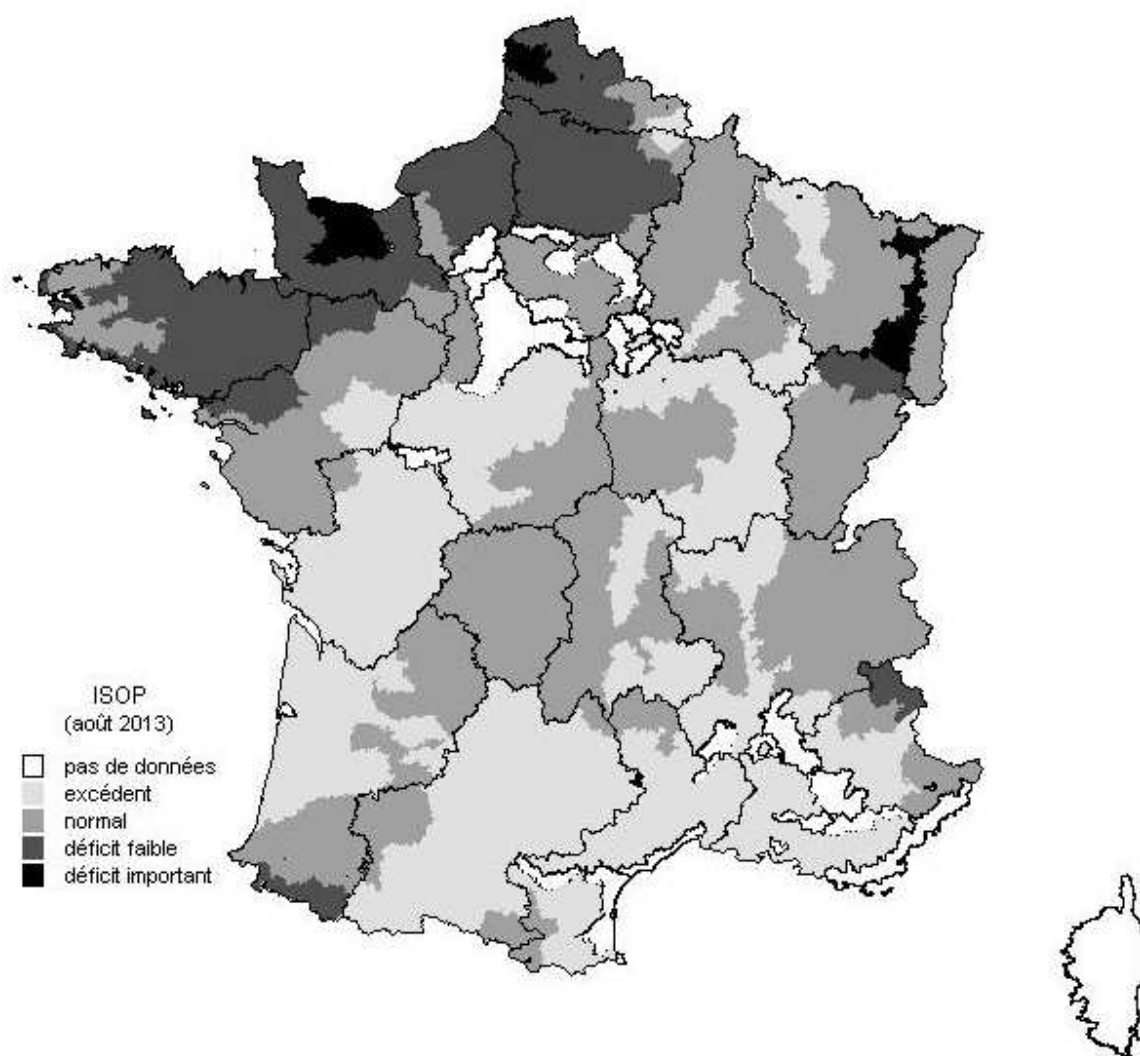 ISOP
(août 2013)
pas de données
excédent
normal
déficit faible
déficit important